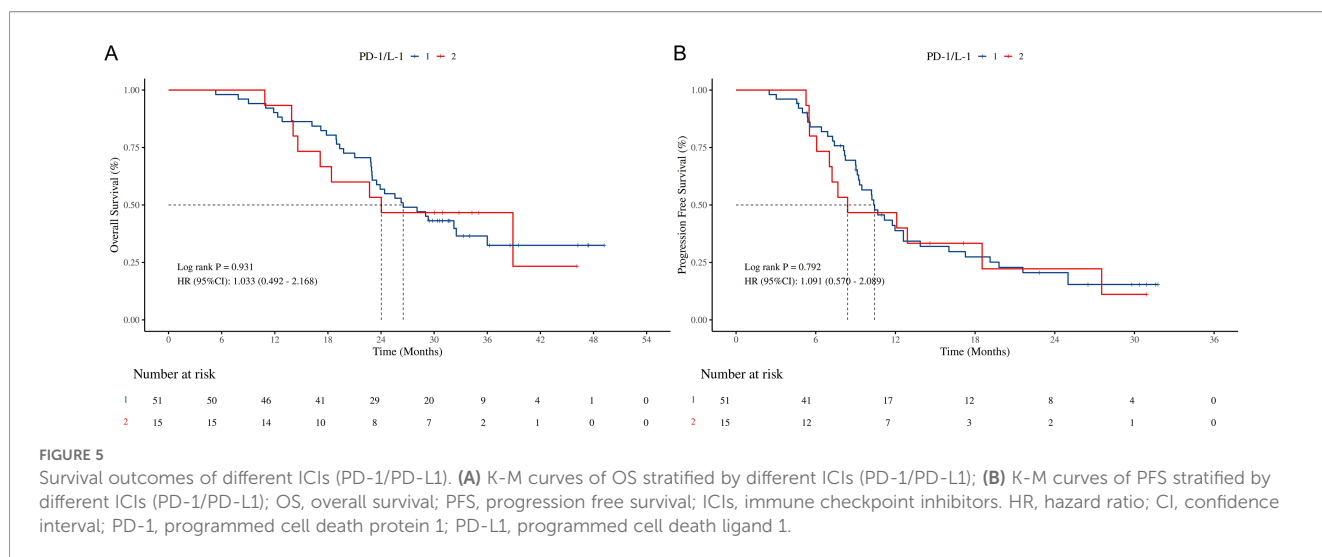 A
PD-1/L-1 1 2
1.00
0.75
0.50
0.25
0.00
Overall Survival (%)
Log rank P = 0.931
HR (95%CI): 1.033 (0.492 - 2.168)
0 6 12 18 24 30 36 42 48 54
Time (Months)
Number at risk
1 51 50 46 41 29 20 9 4 1 0
2 15 15 14 10 8 7 2 1 0 0
B
PD-1/L-1 1 2
1.00
0.75
0.50
0.25
0.00
Progression Free Survival (%)
Log rank P = 0.792
HR (95%CI): 1.091 (0.570 - 2.089)
0 6 12 18 24 30 36
Time (Months)
Number at risk
1 51 41 17 12 8 4 0
2 15 12 7 3 2 1 0
FIGURE 5
Survival outcomes of different ICIs (PD-1/PD-L1). (A) K-M curves of OS stratified by different ICIs (PD-1/PD-L1); (B) K-M curves of PFS stratified by
different ICIs (PD-1/PD-L1); OS, overall survival; PFS, progression free survival; ICIs, immune checkpoint inhibitors. HR, hazard ratio; CI, confidence
interval; PD-1, programmed cell death protein 1; PD-L1, programmed cell death ligand 1.